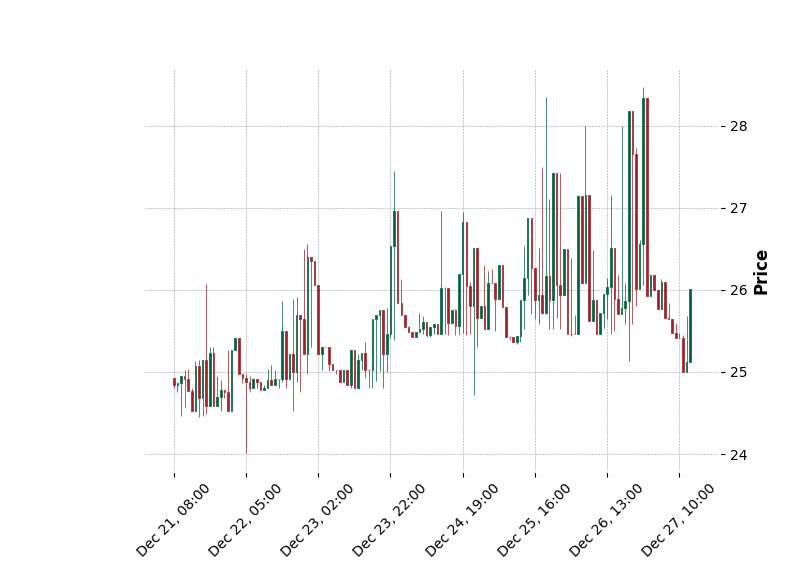 28
27
26
25
24
Price
Dec 21, 08:00
Dec 22, 05:00
Dec 23, 02:00
Dec 23, 22:00
Dec 24, 19:00
Dec 25, 16:00
Dec 26, 13:00
Dec 27, 10:00